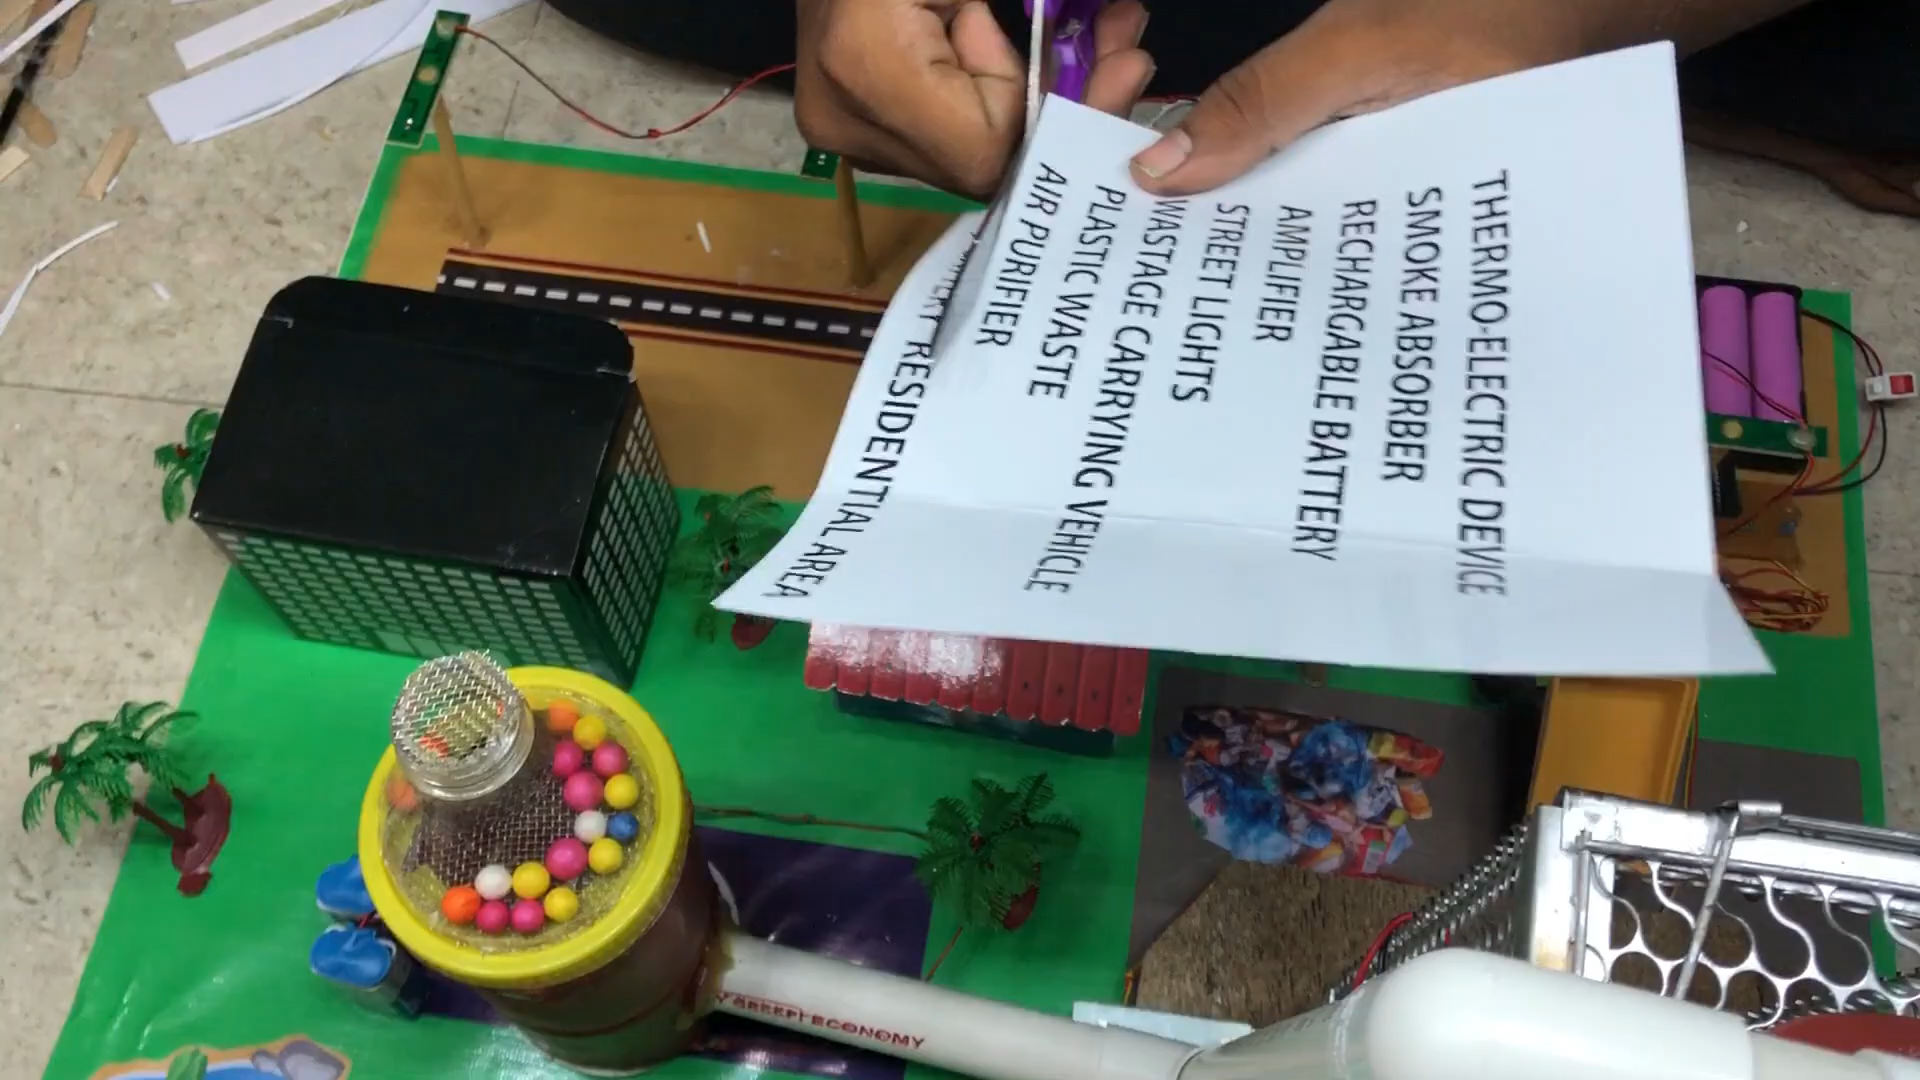 THERMO-ELECTRIC DEVICE
SMOKE ABSORBER
RECHARGABLE BATTERY
AMPLIFIER
STREET LIGHTS
WASTAGE CARRYING VEHICLE
PLASTIC WASTE
AIR PURIFIER
RESIDENTIAL AREA
ECONOMY